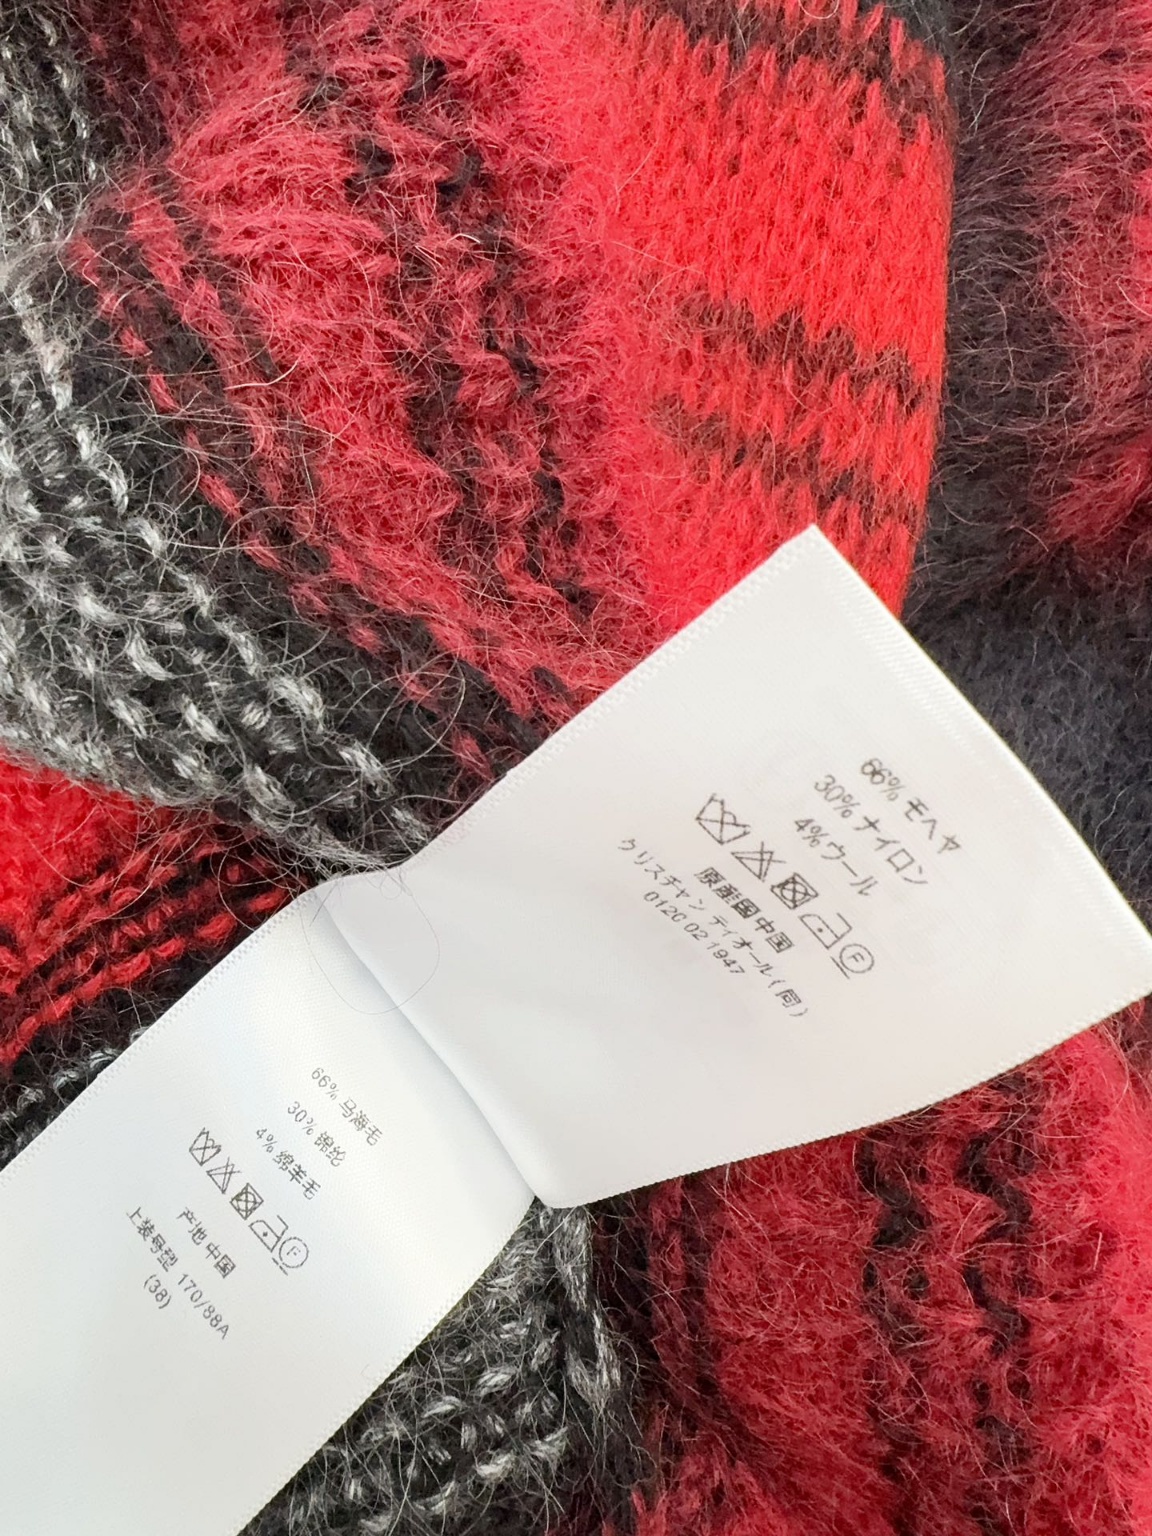 66% モヘヤ
30% ナイロン
4% ウール
原産国 中国
クリスチャン ディオール(同)
0120 02 1947
66% 马海毛
30% 锦纶
4% 绵羊毛
F
产地 中国
上装号型 170/88A
(38)
F